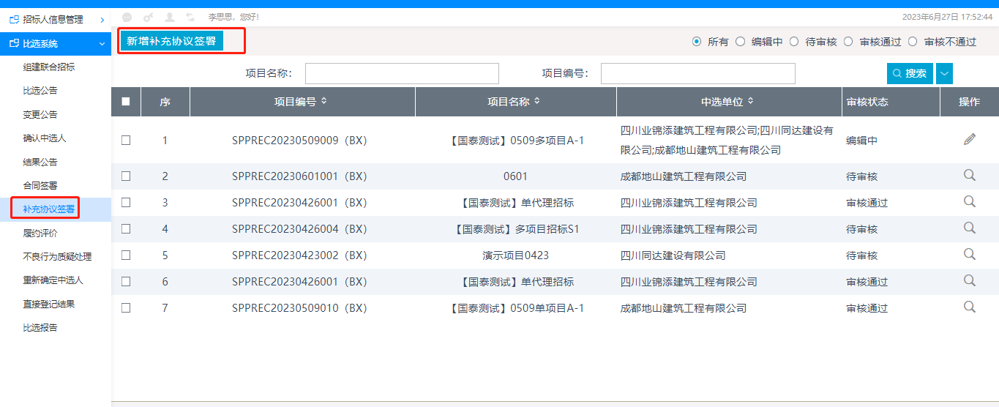 招标人信息管理
比选系统
组建联合招标
比选公告
变更公告
确认中选人
结果公告
合同签署
补充协议签署
履约评价
不良行为质疑处理
重新确定中选人
直接登记结果
比选报告
李思思，您好！
2023年6月27日 17:52:44
新增补充协议签署
所有 编辑中 待审核 审核通过 审核不通过
项目名称： 项目编号： 搜索
序 项目编号 项目名称 中选单位 审核状态 操作
1 SPPREC20230509009（BX） 【国泰测试】0509多项目A-1 四川业锦添建筑工程有限公司;四川同达建设有
限公司;成都地山建筑工程有限公司 编辑中
2 SPPREC20230601001（BX） 0601 成都地山建筑工程有限公司 待审核
3 SPPREC20230426001（BX） 【国泰测试】单代理招标 四川业锦添建筑工程有限公司 审核通过
4 SPPREC20230426004（BX） 【国泰测试】多项目招标S1 四川业锦添建筑工程有限公司 待审核
5 SPPREC20230423002（BX） 演示项目0423 四川同达建设有限公司 待审核
6 SPPREC20230426001（BX） 【国泰测试】单代理招标 四川业锦添建筑工程有限公司 审核通过
7 SPPREC20230509010（BX） 【国泰测试】0509单项目A-1 成都地山建筑工程有限公司 审核通过